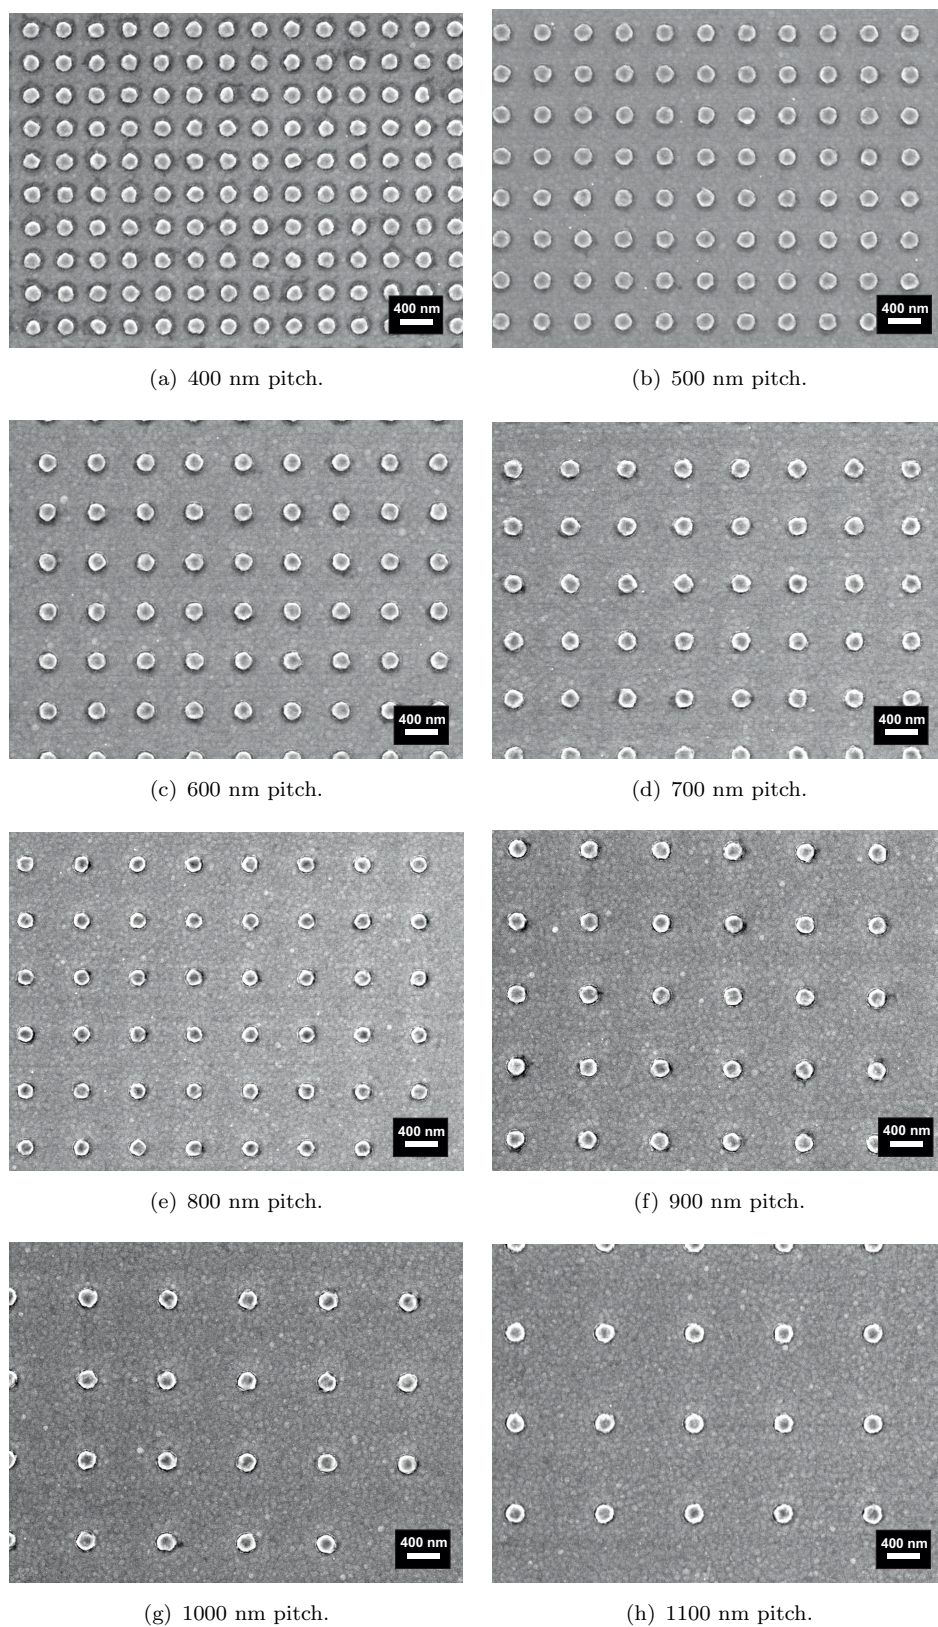 400 nm
400 nm
(a) 400 nm pitch.
(b) 500 nm pitch.
400 nm
400 nm
(c) 600 nm pitch.
(d) 700 nm pitch.
400 nm
400 nm
(e) 800 nm pitch.
(f) 900 nm pitch.
400 nm
400 nm
(g) 1000 nm pitch.
(h) 1100 nm pitch.